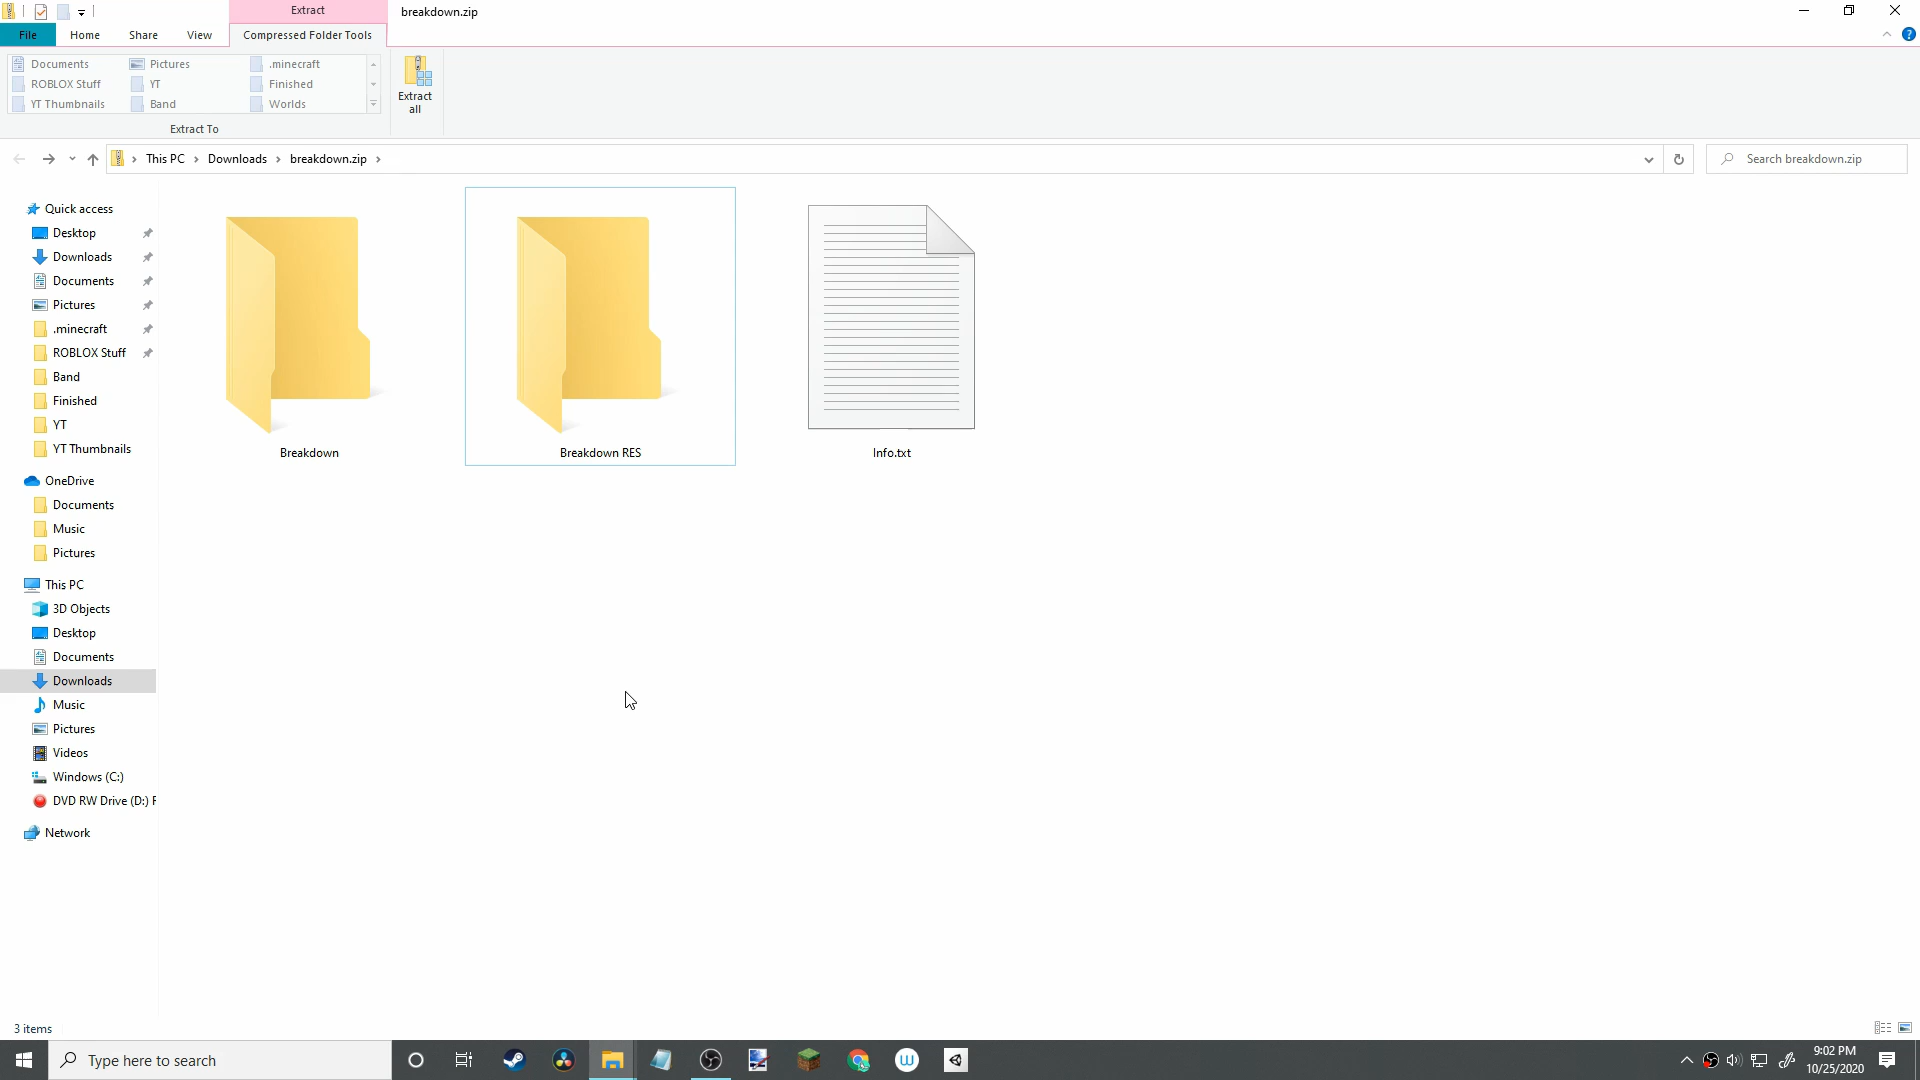 Extract
breakdown.zip
File
Home
Share
View
Compressed Folder Tools
Documents
Pictures
.minecraft
ROBLOX Stuff
YT
Finished
YT Thumbnails
Band
Worlds
Extract To
Extract
all
This PC
Downloads
breakdown.zip
Search breakdown.zip
Quick access
Desktop
Downloads
Documents
Pictures
.minecraft
ROBLOX Stuff
Band
Finished
YT
YT Thumbnails
OneDrive
Documents
Music
Pictures
This PC
3D Objects
Desktop
Documents
Downloads
Music
Pictures
Videos
Windows (C:)
DVD RW Drive (D:) F
Network
Breakdown
Breakdown RES
Info.txt
3 items
Type here to search
9:02 PM
10/25/2020